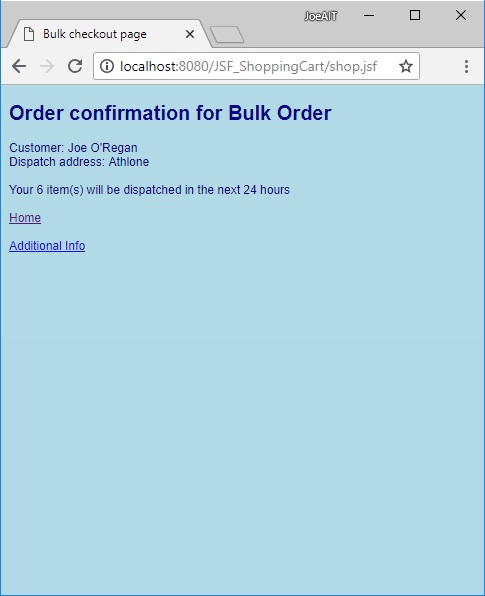 JoeAIT
Bulk checkout page
localhost:8080/JSF_ShoppingCart/shop.jsf
Order confirmation for Bulk Order
Customer: Joe O'Regan
Dispatch address: Athlone
Your 6 item(s) will be dispatched in the next 24 hours
Home
Additional Info